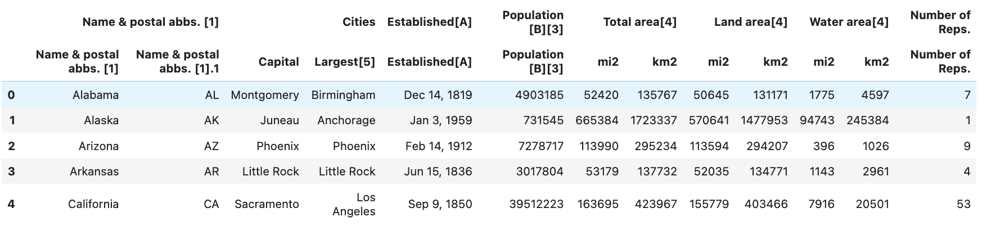 Name & postal abbs. [1] Cities Established[A] Population [B][3] Total area[4] Land area[4] Water area[4] Number of Reps.
Name & postal abbs. [1] Name & postal abbs. [1].1 Capital Largest[5] Established[A] Population [B][3] mi2 km2 mi2 km2 mi2 km2 Number of Reps.
0 Alabama AL Montgomery Birmingham Dec 14, 1819 4903185 52420 135767 50645 131171 1775 4597 7
1 Alaska AK Juneau Anchorage Jan 3, 1959 731545 665384 1723337 570641 1477953 94743 245384 1
2 Arizona AZ Phoenix Phoenix Feb 14, 1912 7278717 113990 295234 113594 294207 396 1026 9
3 Arkansas AR Little Rock Little Rock Jun 15, 1836 3017804 53179 137732 52035 134771 1143 2961 4
4 California CA Sacramento Los Angeles Sep 9, 1850 39512223 163695 423967 155779 403466 7916 20501 53